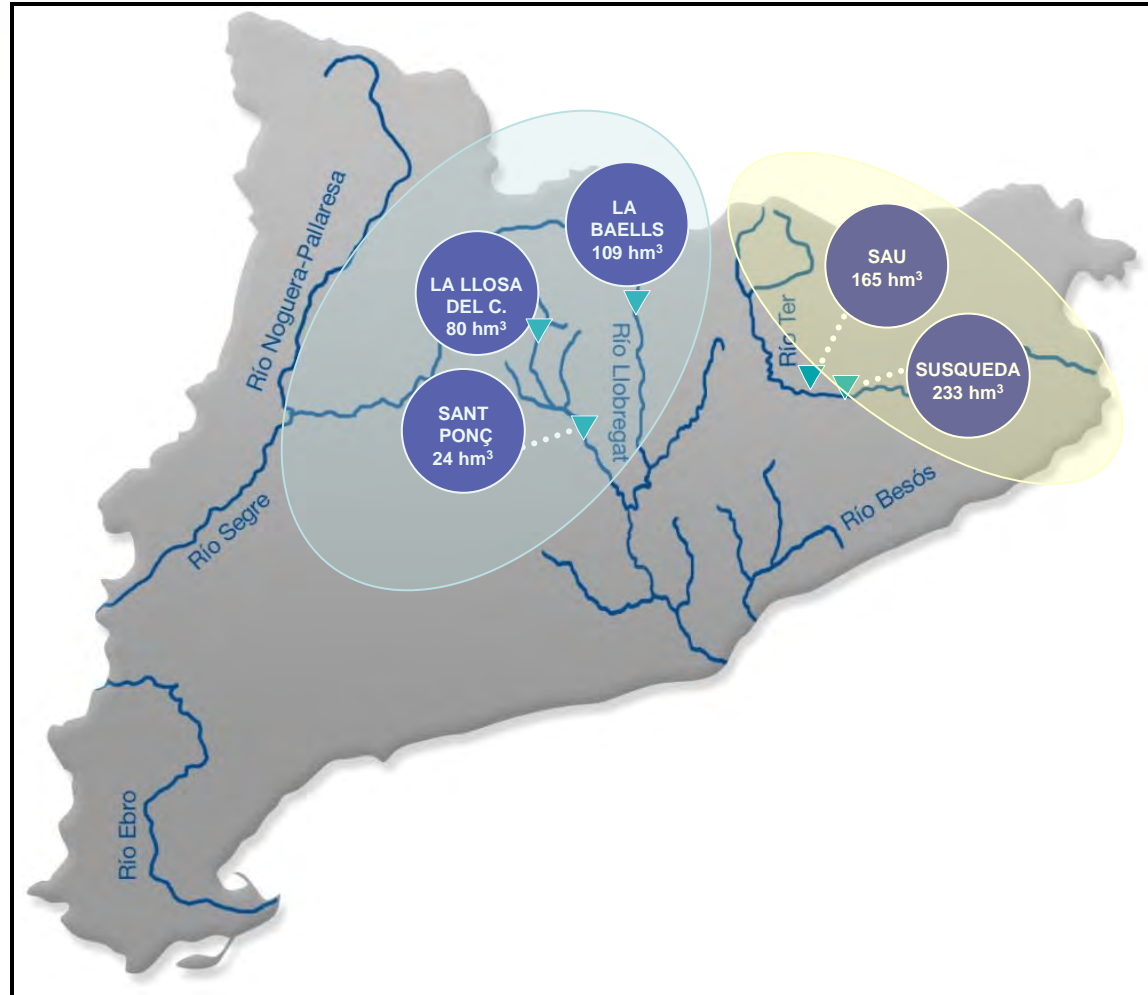 LA
BAELLS
109 hm³
LA LLOSA
DEL C.
80 hm³
SANT
PONÇ
24 hm³
SAU
165 hm³
SUSQUEDA
233 hm³
Río Noguera-Pallaresa
Río Segre
Río Ebro
Río Llobregat
Río Ter
Río Besós